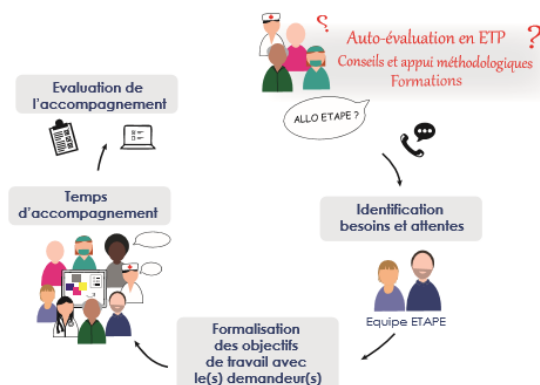 ? ?
Auto-évaluation en ETP
Conseils et appui méthodologiques
Formations
ALLO ETAPE ?
Identification
besoins et attentes
Equipe ETAPE
Formalisation
des objectifs
de travail avec
le(s) demandeur(s)
Temps
d'accompagnement
Evaluation de
l'accompagnement